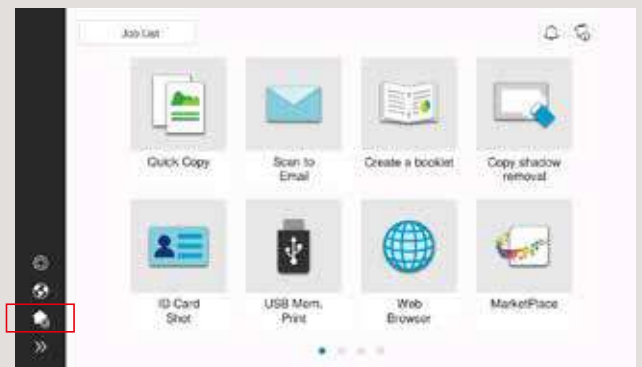 Job List
Quick Copy
Scan to
Email
Create a booklet
Copy shadow
removal
ID Card
Shot
USB Mem.
Print
Web
Browser
MarketPlace